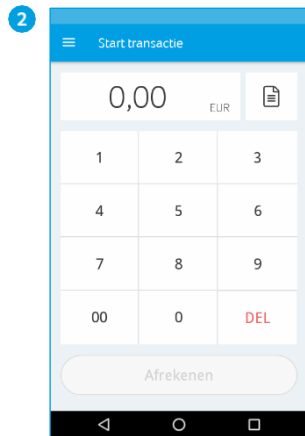 2
Start transactie
0,00 EUR
1 2 3
4 5 6
7 8 9
00 0 DEL
Afrekenen